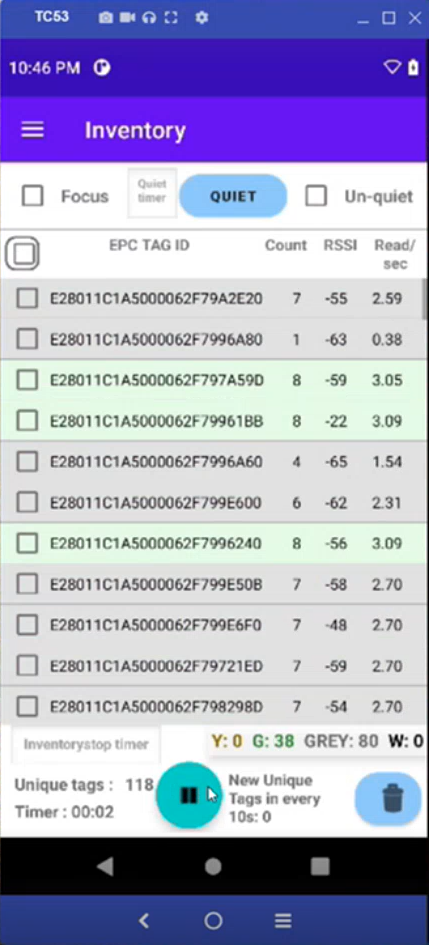 TC53
10:46 PM
Inventory
Focus
Quiet timer
QUIET
Un-quiet
EPC TAG ID Count RSSI Read/sec
E28011C1A5000062F79A2E20 7 -55 2.59
E28011C1A5000062F7996A80 1 -63 0.38
E28011C1A5000062F797A59D 8 -59 3.05
E28011C1A5000062F79961BB 8 -22 3.09
E28011C1A5000062F7996A60 4 -65 1.54
E28011C1A5000062F799E600 6 -62 2.31
E28011C1A5000062F7996240 8 -56 3.09
E28011C1A5000062F799E50B 7 -58 2.70
E28011C1A5000062F799E6F0 7 -48 2.70
E28011C1A5000062F79721ED 7 -59 2.70
E28011C1A5000062F798298D 7 -54 2.70
Inventorystop timer
Y: 0 G: 38 GREY: 80 W: 0
Unique tags : 118
Timer : 00:02
New Unique
Tags in every
10s: 0